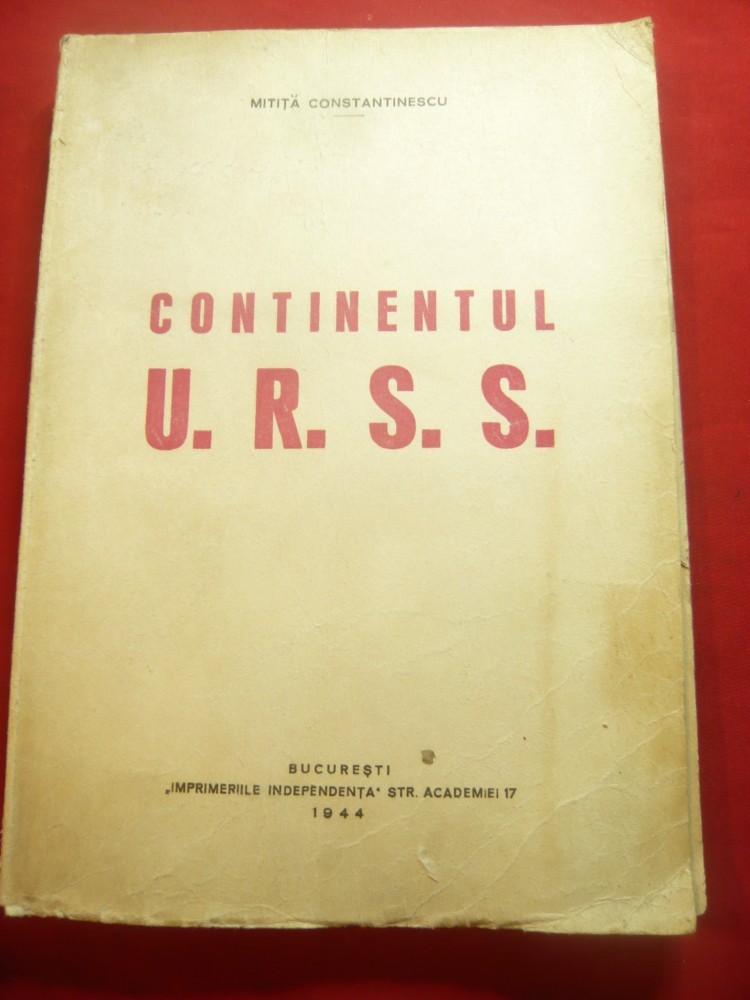 MITIȚĂ CONSTANTINESCU
CONTINENTUL
U. R. S. S.
BUCUREȘTI
„IMPRIMERIILE INDEPENDENȚA“ STR. ACADEMIEI 17
1944